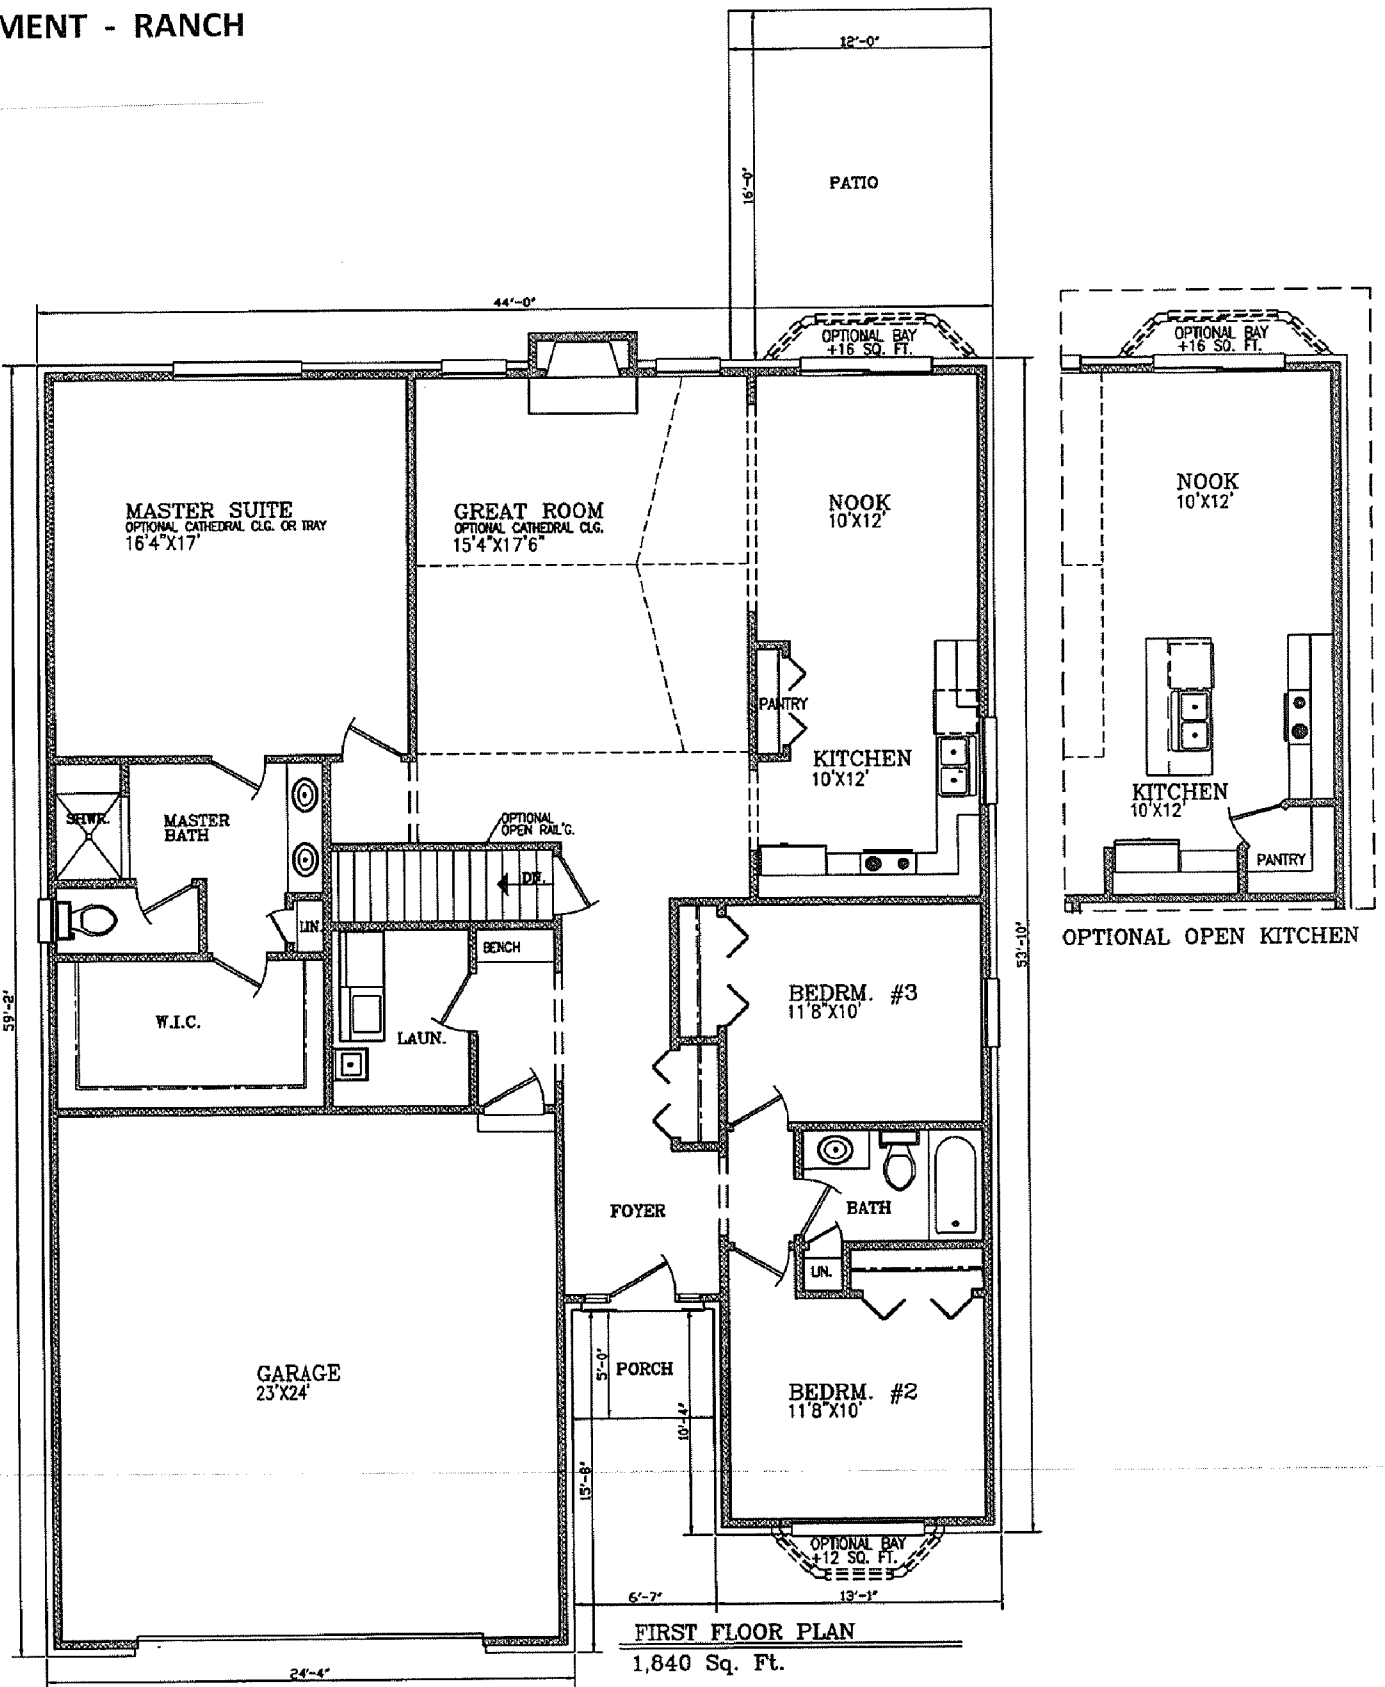 MENT - RANCH
12'-0"
16'-0"
PATIO
44'-0"
OPTIONAL BAY
+16 SQ. FT.
OPTIONAL BAY
+16 SQ. FT.
MASTER SUITE
OPTIONAL CATHEDRAL CLG. OR TRAY
16'4"X17'
GREAT ROOM
OPTIONAL CATHEDRAL CLG.
15'4"X17'6"
NOOK
10'X12'
NOOK
10'X12'
PANTRY
KITCHEN
10'X12'
KITCHEN
10'X12'
PANTRY
OPTIONAL OPEN KITCHEN
SHWR.
MASTER
BATH
OPTIONAL
OPEN RAIL'G.
DN.
LIN.
BENCH
W.I.C.
LAUN.
59'-2"
53'-10"
BEDRM. #3
11'8"X10'
FOYER
BATH
LIN.
GARAGE
23'X24'
5'-0"
PORCH
10'-4"
15'-8"
BEDRM. #2
11'8"X10'
OPTIONAL BAY
+12 SQ. FT.
6'-7"
13'-1"
FIRST FLOOR PLAN
1,840 Sq. Ft.
24'-4"